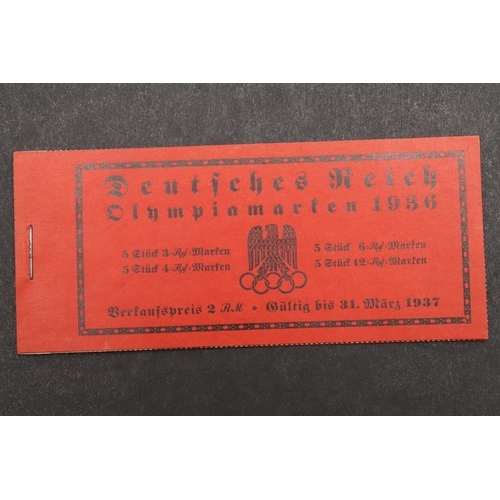 Deutsches Reich
Olympiamarken 1936
5 Stück 3-Rpf-Marken
5 Stück 4-Rpf-Marken
5 Stück 6-Rpf-Marken
5 Stück 12-Rpf-Marken
Verkaufspreis 2 RM • Gültig bis 31. März 1937